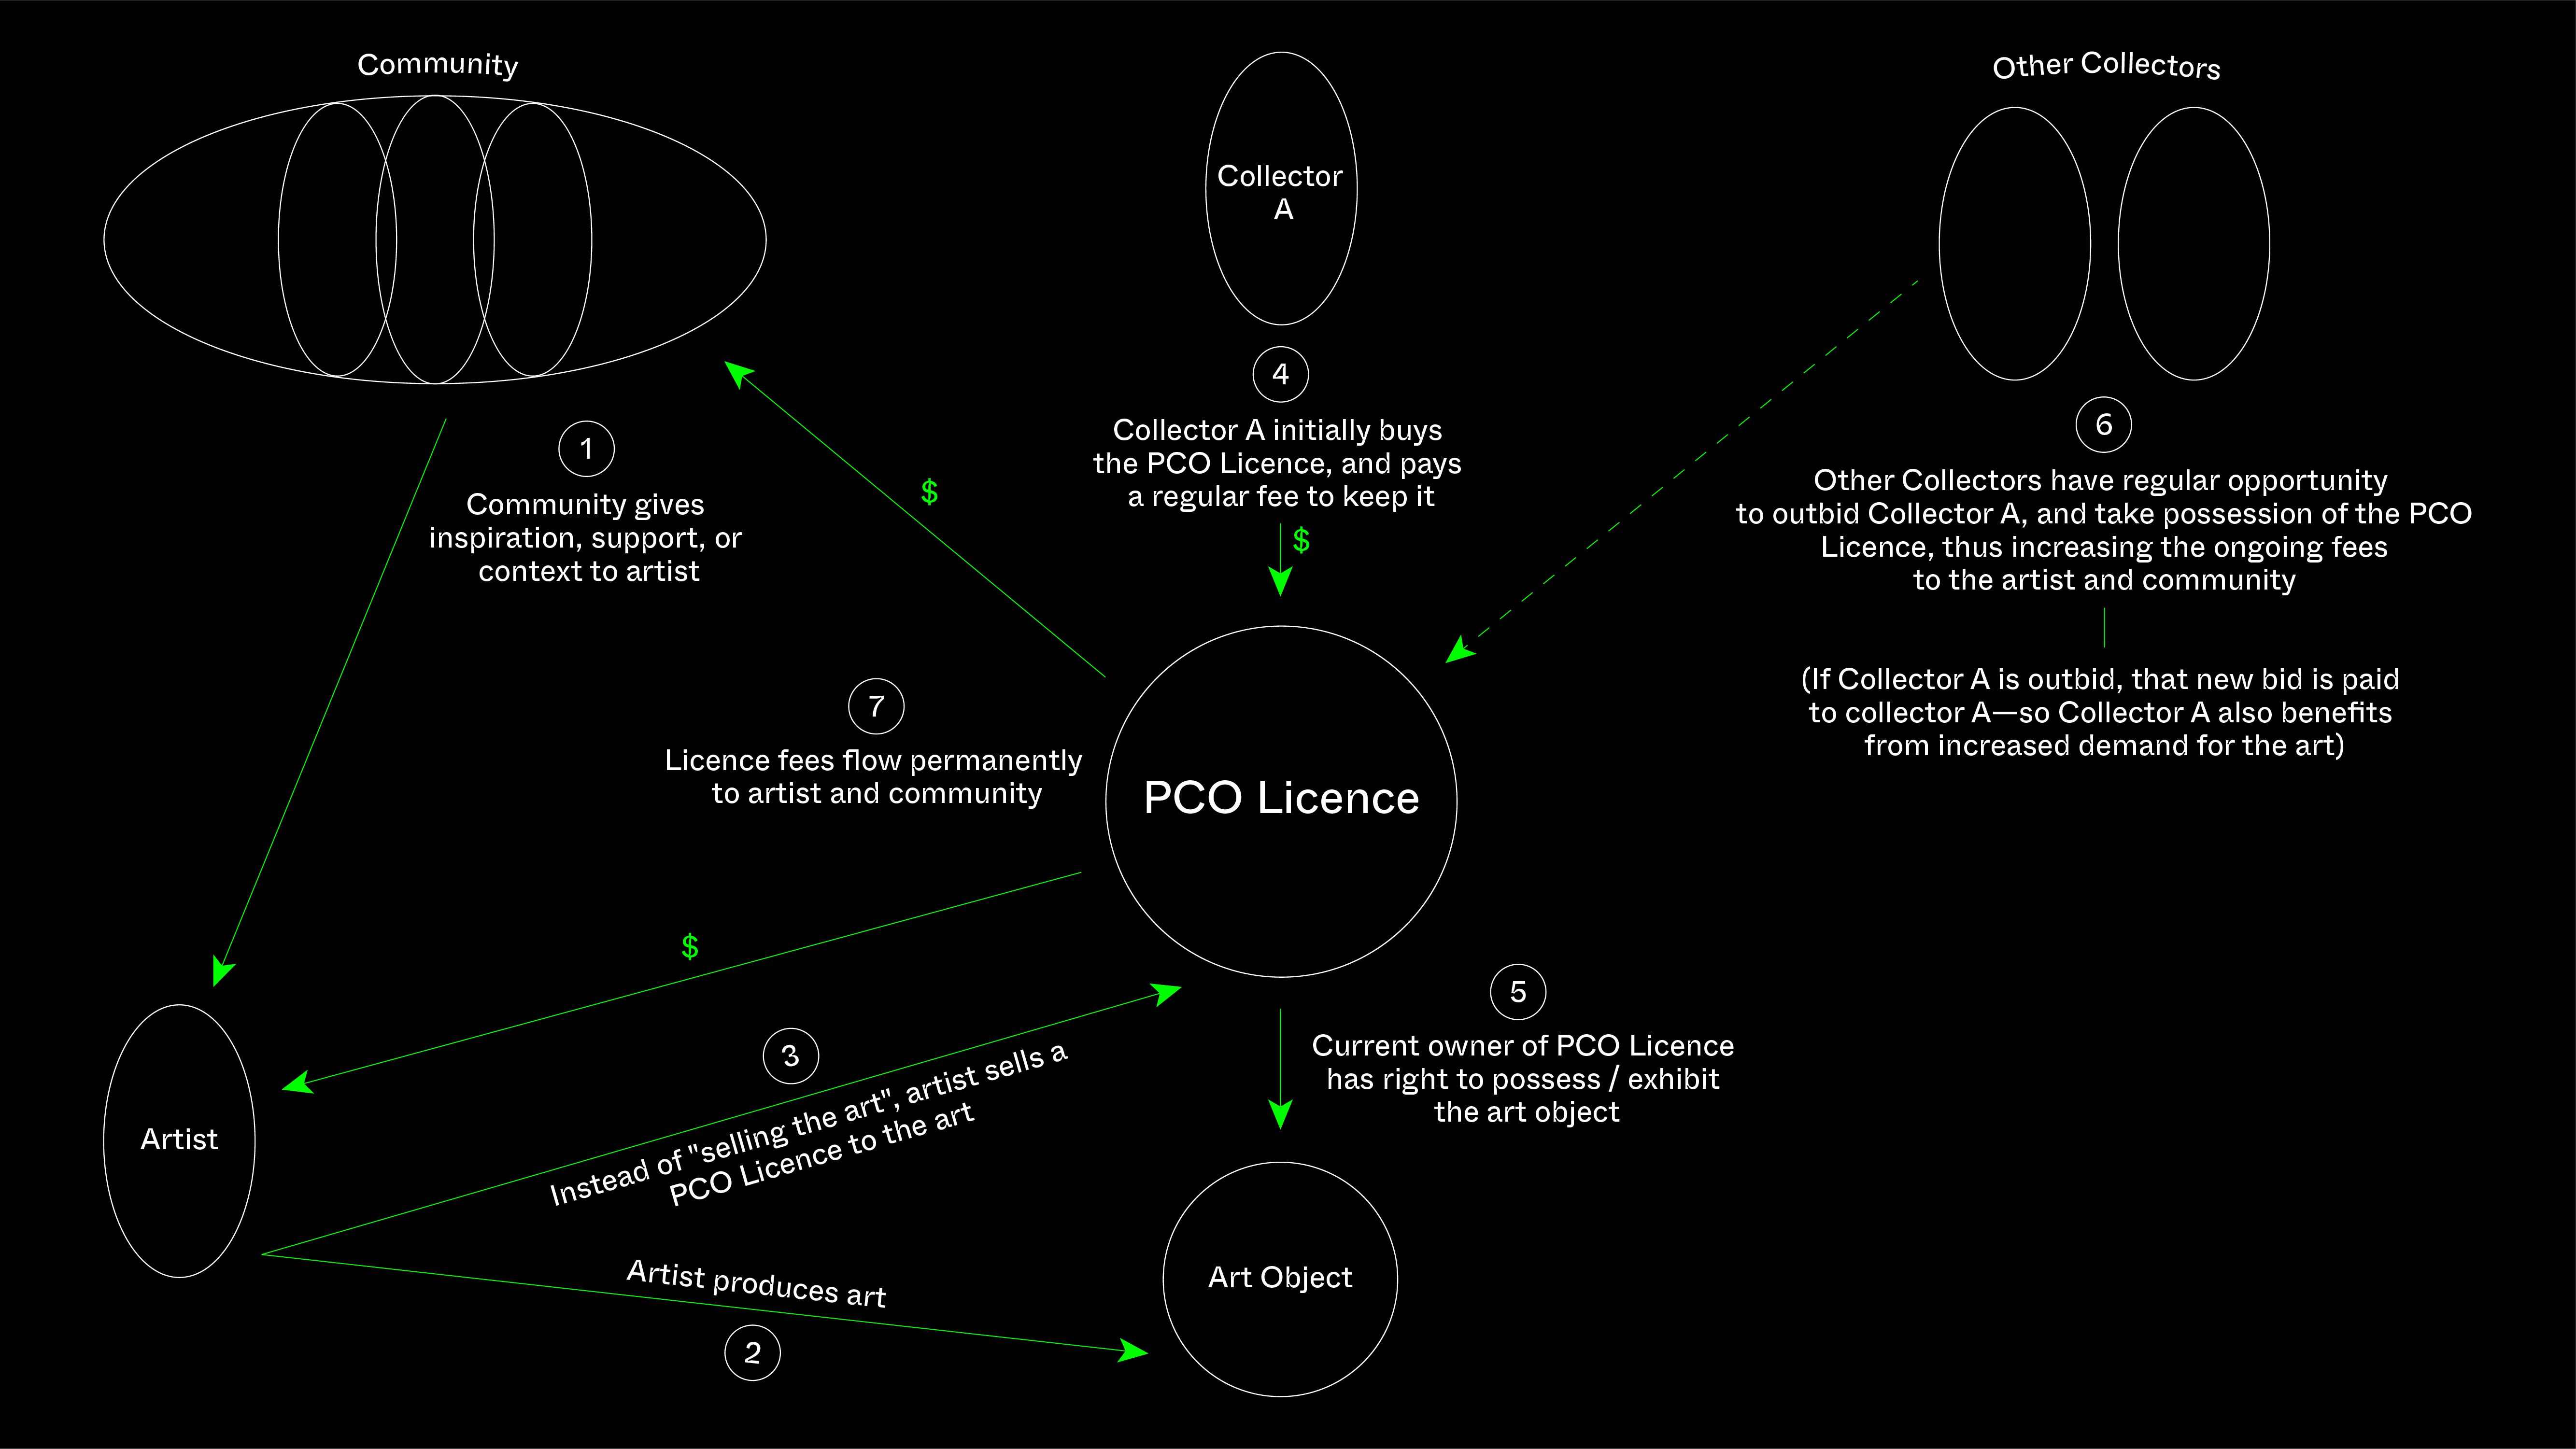 Community
Collector
A
Other Collectors
1
Community gives
inspiration, support, or
context to artist
$
4
Collector A initially buys
the PCO Licence, and pays
a regular fee to keep it
$
6
Other Collectors have regular opportunity
to outbid Collector A, and take possession of the PCO
Licence, thus increasing the ongoing fees
to the artist and community
(If Collector A is outbid, that new bid is paid
to collector A—so Collector A also benefits
from increased demand for the art)
7
Licence fees flow permanently
to artist and community
PCO Licence
$
3
Instead of "selling the art", artist sells a
PCO Licence to the art
5
Current owner of PCO Licence
has right to possess / exhibit
the art object
Artist
Artist produces art
2
Art Object